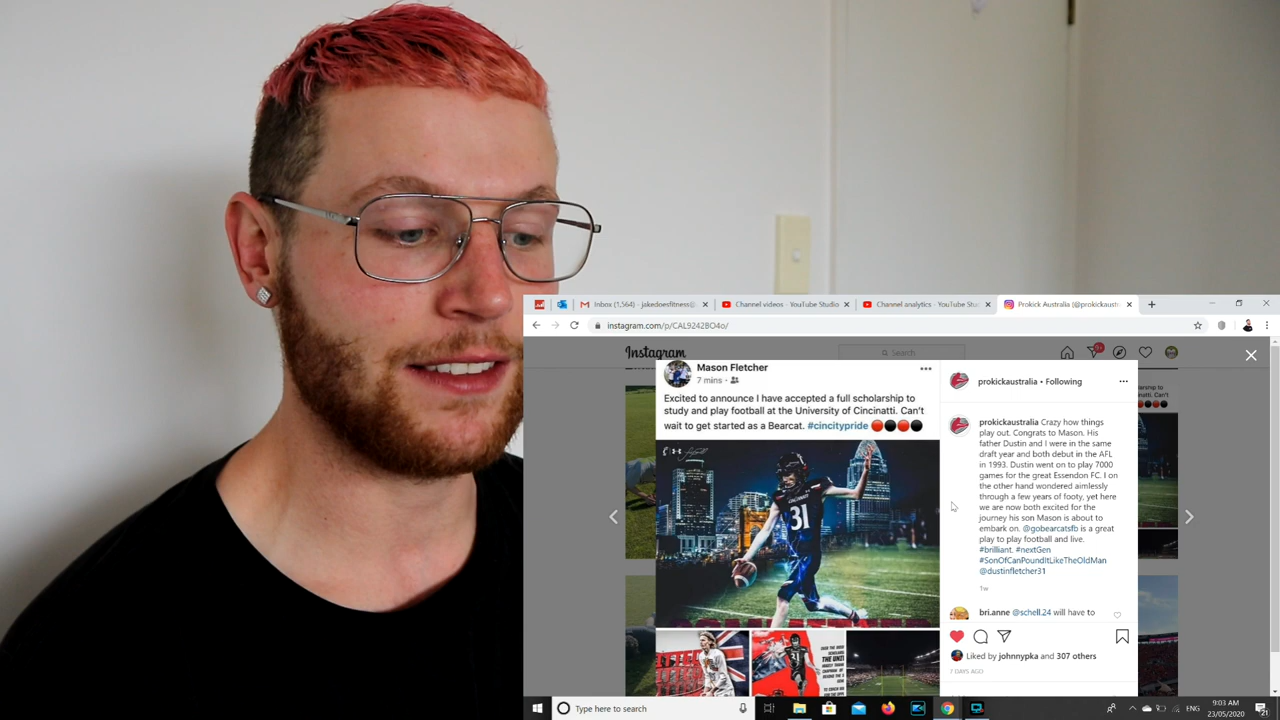 Inbox (1,564) - jakedoesfitness@
Channel videos - YouTube Studio
Channel analytics - YouTube Stu
Prokick Australia (@prokickaust
instagram.com/p/CAL9242BO4o/
Instagram
Search
Mason Fletcher
7 mins
Excited to announce I have accepted a full scholarship to
study and play football at the University of Cincinatti. Can't
wait to get started as a Bearcat. #cincitypride
CINCINNATI
31
prokickaustralia • Following
prokickaustralia Crazy how things
play out. Congrats to Mason. His
father Dustin and I were in the same
draft year and both debut in the AFL
in 1993. Dustin went on to play 7000
games for the great Essendon FC. I on
the other hand wondered aimlessly
through a few years of footy, yet here
we are now both excited for the
journey his son Mason is about to
embark on. @gobearcatsfb is a great
play to play football and live.
#brilliant. #nextGen
#SonOfCanPoundItLikeTheOldMan
@dustinfletcher31
1w
bri.anne @schell.24 will have to
Liked by johnnypka and 307 others
7 DAYS AGO
Type here to search
ENG
9:03 AM
23/05/2020